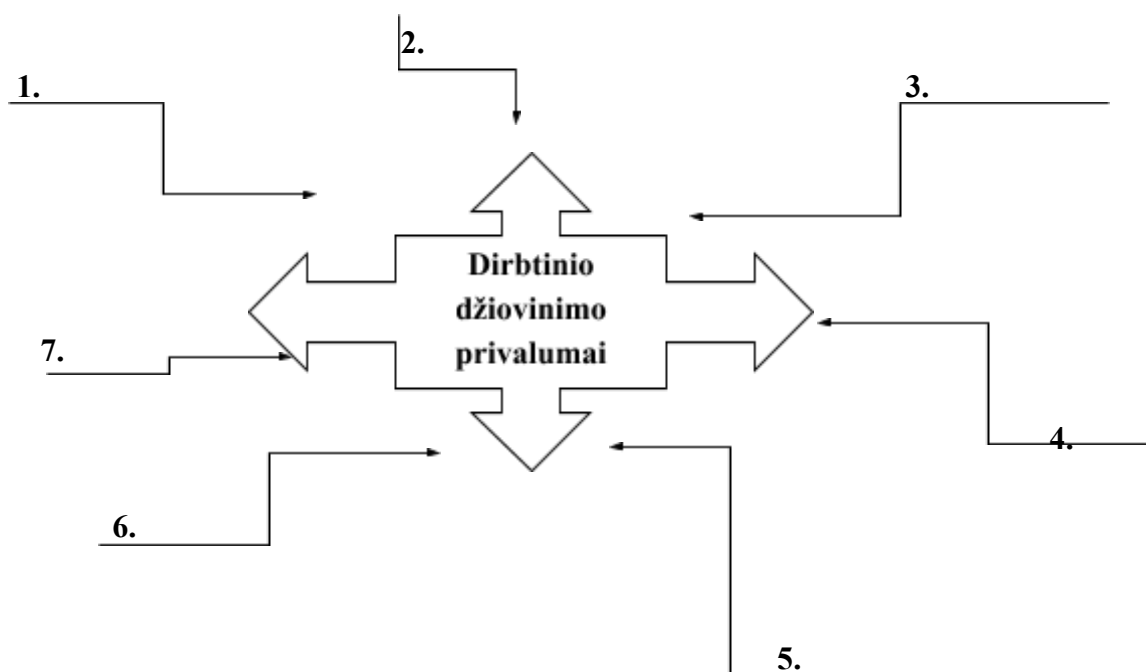 2.
1.
3.
Dirbtinio
džiovinimo
privalumai
7.
4.
6.
5.